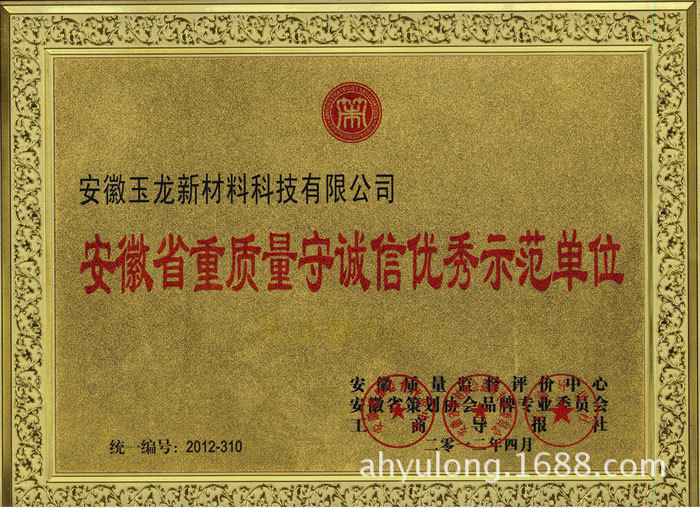 安徽玉龙新材料科技有限公司
安徽省重质量守诚信优秀示范单位
安徽质量监督评价中心
安徽省策划协会品牌专业委员会
工商导报社
二零一二年四月
统一编号: 2012-310
ahyulong.1688.com